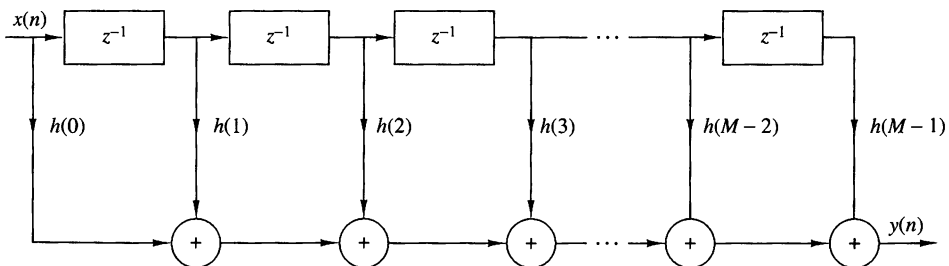 x(n)
z⁻¹ z⁻¹ z⁻¹ ... z⁻¹
h(0) h(1) h(2) h(3) h(M − 2) h(M − 1)
+ + + ... + + y(n)